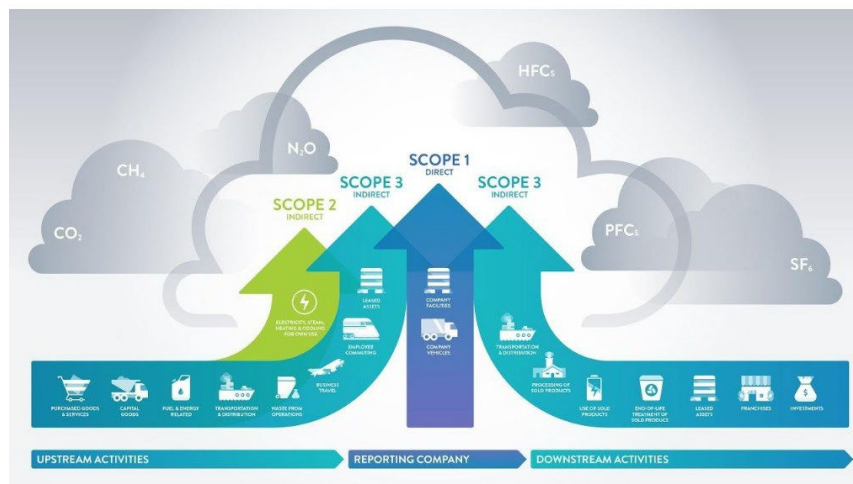 HFCs
N₂O
CH₄
CO₂
PFCs
SF₆
SCOPE 1
DIRECT
SCOPE 3
INDIRECT
SCOPE 3
INDIRECT
SCOPE 2
INDIRECT
ELECTRICITY, STEAM,
HEATING & COOLING
FOR OWN USE
LEASED
ASSETS
EMPLOYEE
COMMUTING
BUSINESS
TRAVEL
COMPANY
FACILITIES
COMPANY
VEHICLES
TRANSPORTATION
& DISTRIBUTION
PROCESSING OF
SOLD PRODUCTS
PURCHASED GOODS
& SERVICES
CAPITAL
GOODS
FUEL & ENERGY
RELATED
TRANSPORTATION
& DISTRIBUTION
WASTE FROM
OPERATIONS
USE OF SOLD
PRODUCTS
END-OF-LIFE
TREATMENT OF
SOLD PRODUCT
LEASED
ASSETS
FRANCHISES
INVESTMENTS
UPSTREAM ACTIVITIES
REPORTING COMPANY
DOWNSTREAM ACTIVITIES